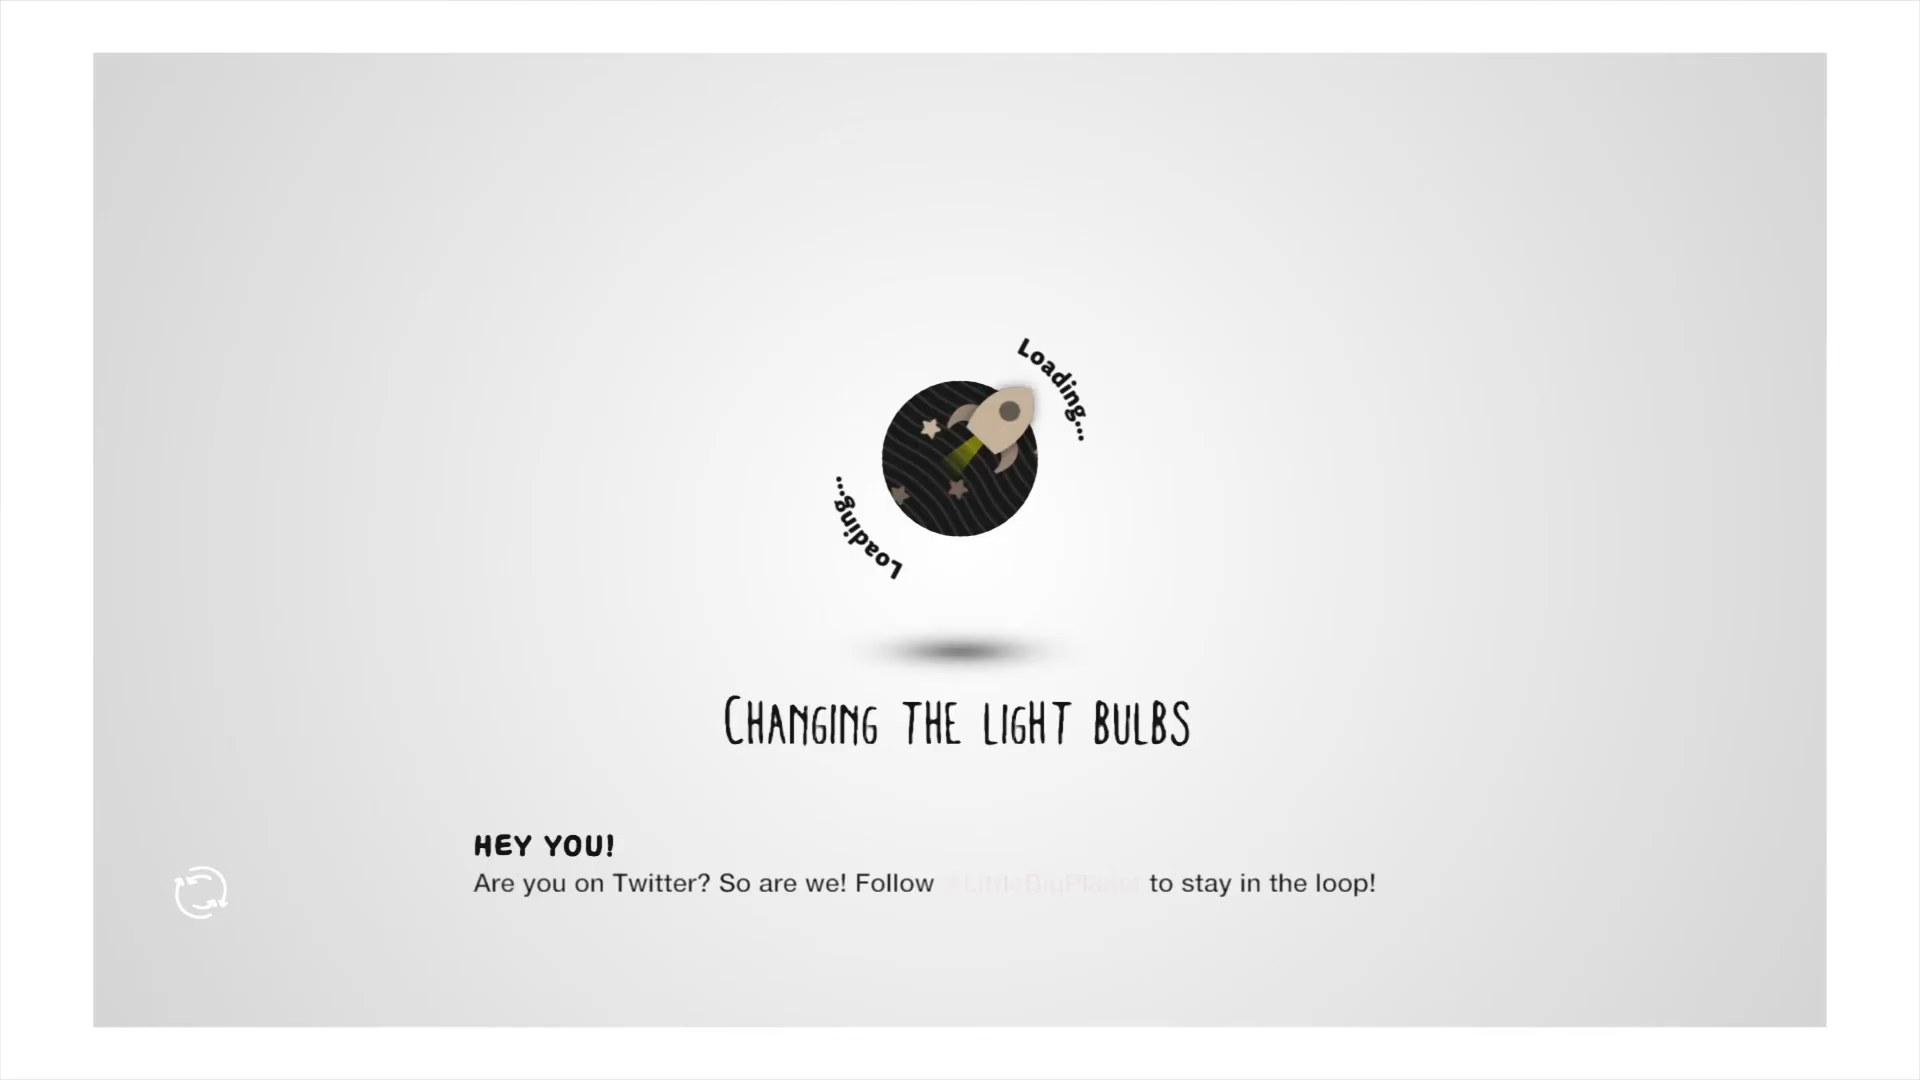 Loading...
Loading...
CHANGING THE LIGHT BULBS
HEY YOU!
Are you on Twitter? So are we! Follow @LittleBigPlanet to stay in the loop!